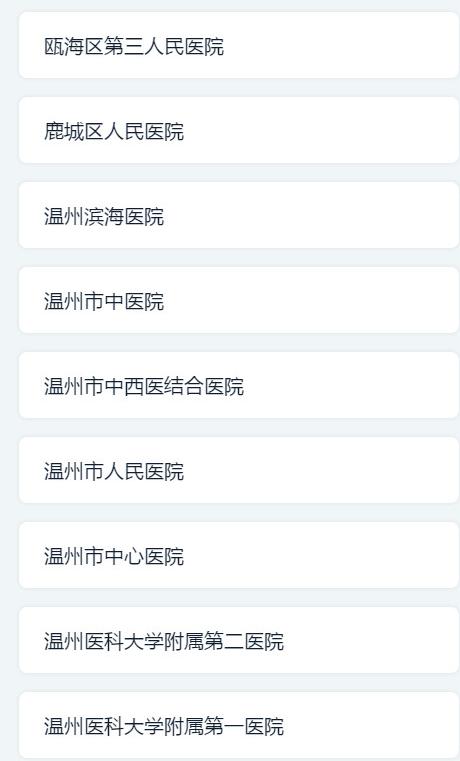 瓯海区第三人民医院
鹿城区人民医院
温州滨海医院
温州市中医院
温州市中西医结合医院
温州市人民医院
温州市中心医院
温州医科大学附属第二医院
温州医科大学附属第一医院